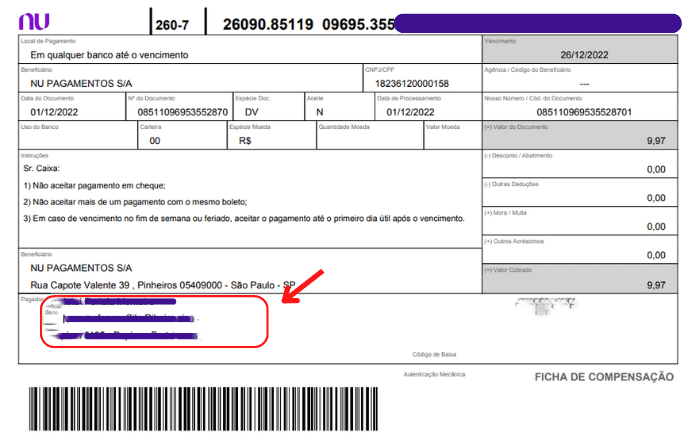 nu 260-7 26090.85119 09695.355
Local de Pagamento Vencimento
Em qualquer banco até o vencimento 26/12/2022
Beneficiário CNPJ/CPF Agência / Código do Beneficiário
NU PAGAMENTOS S/A 18236120000158 ---
Data do Documento Nº do Documento Espécie Doc. Aceite Data de Processamento Nosso Número / Cód. do Documento
01/12/2022 08511096953552870 DV N 01/12/2022 085110969535528701
Uso do Banco Carteira Espécie Moeda Quantidade Moeda Valor Moeda (=) Valor do Documento
00 R$ 9,97
Instruções (-) Desconto / Abatimento
Sr. Caixa: 0,00
1) Não aceitar pagamento em cheque; (-) Outras Deduções
2) Não aceitar mais de um pagamento com o mesmo boleto; 0,00
3) Em caso de vencimento no fim de semana ou feriado, aceitar o pagamento até o primeiro dia útil após o vencimento. (+) Mora / Multa
0,00
(+) Outros Acréscimos
0,00
Beneficiário (=) Valor Cobrado
NU PAGAMENTOS S/A
Rua Capote Valente 39 , Pinheiros 05409000 - São Paulo - SP 9,97
Pagador
Código de Baixa
Autenticação Mecânica FICHA DE COMPENSAÇÃO